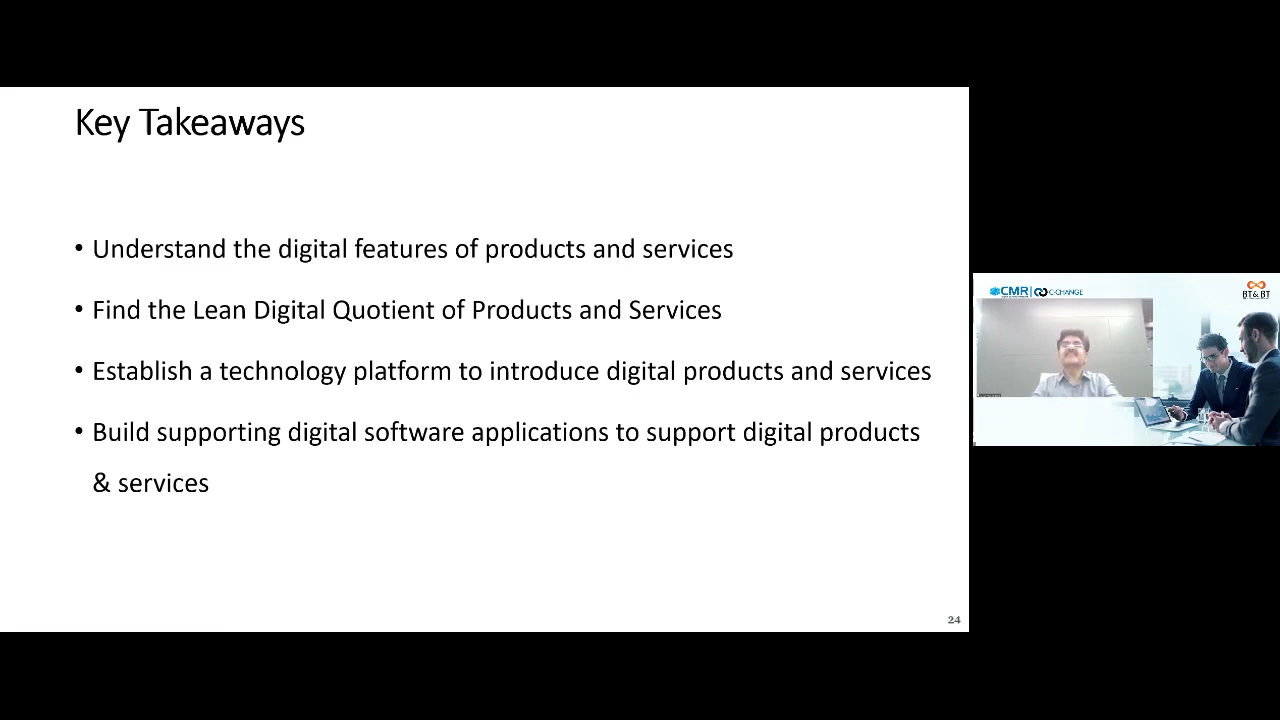 Key Takeaways
• Understand the digital features of products and services
• Find the Lean Digital Quotient of Products and Services
• Establish a technology platform to introduce digital products and services
• Build supporting digital software applications to support digital products
& services
24
CMR C-CHANGE
BT&BT